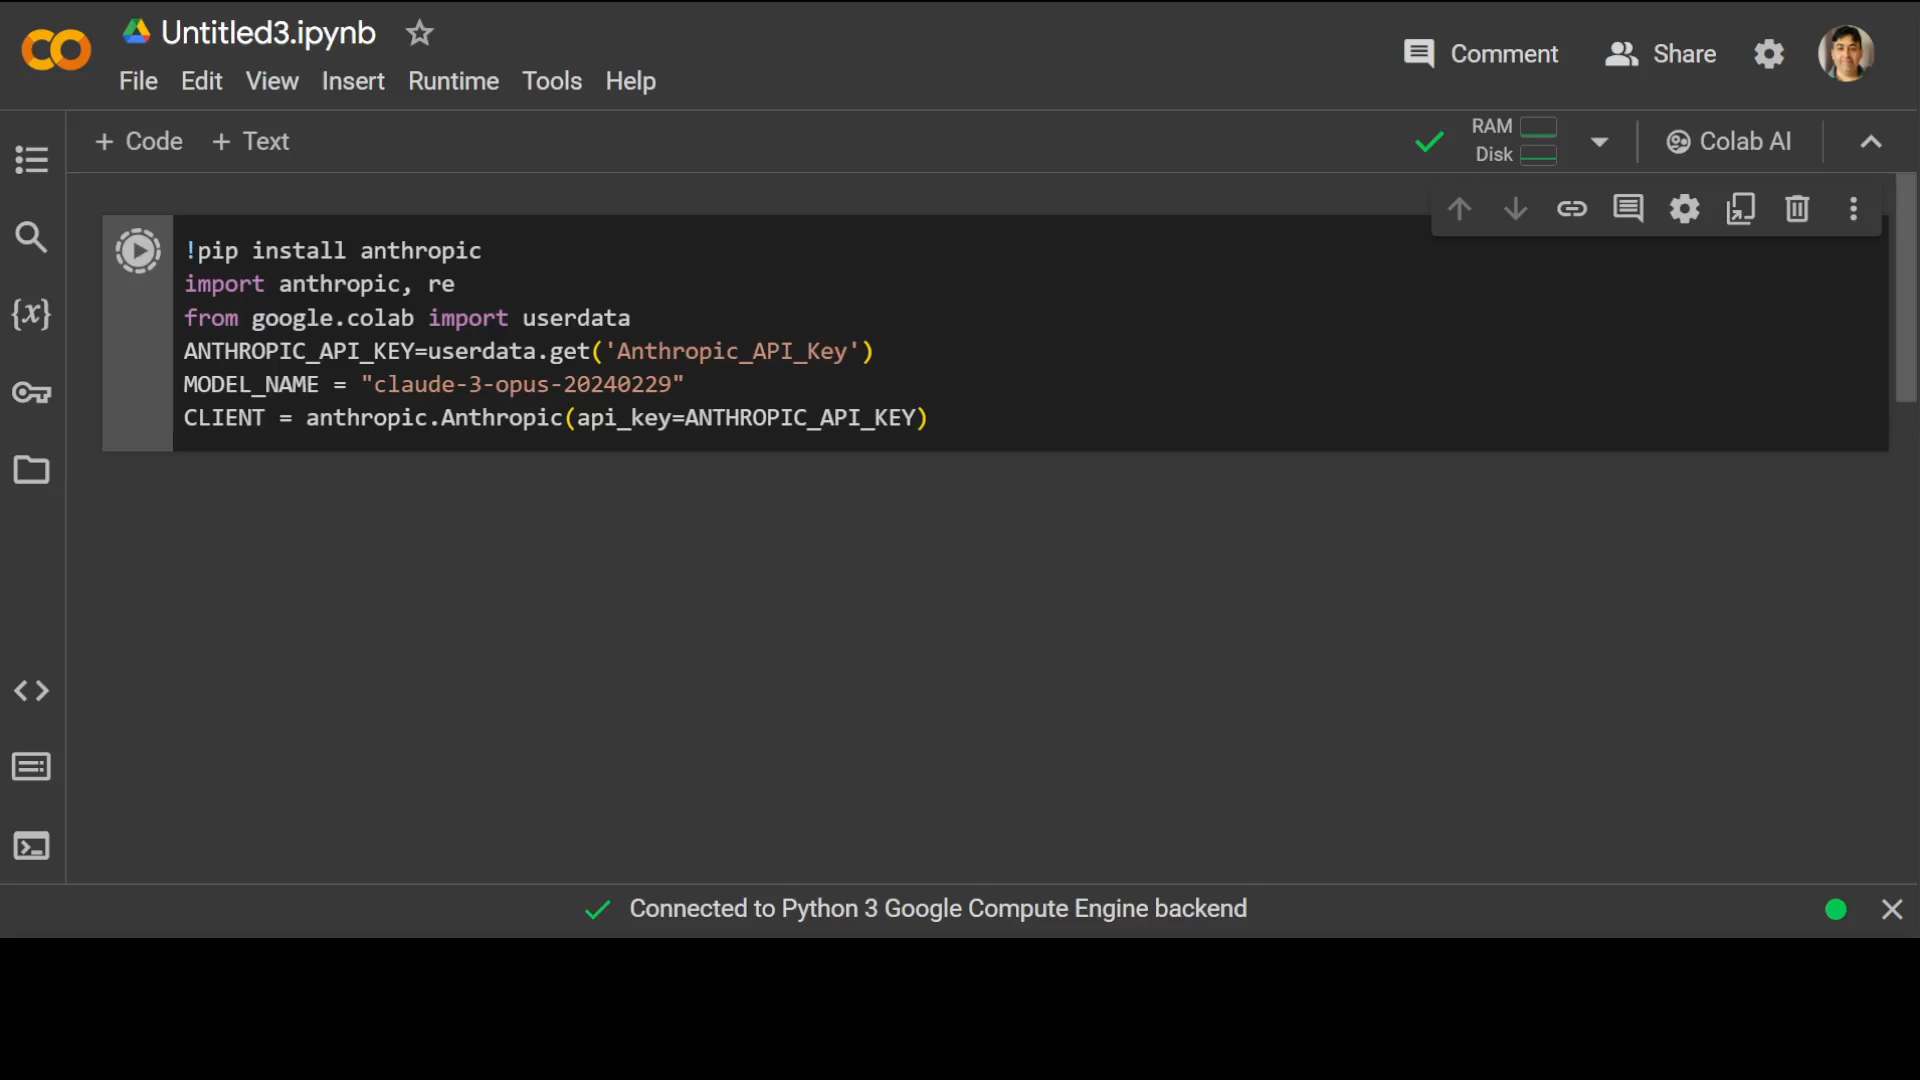 Untitled3.ipynb
File Edit View Insert Runtime Tools Help
Comment
Share
+ Code + Text
RAM
Disk
Colab AI
{x}
!pip install anthropic
import anthropic, re
from google.colab import userdata
ANTHROPIC_API_KEY=userdata.get('Anthropic_API_Key')
MODEL_NAME = "claude-3-opus-20240229"
CLIENT = anthropic.Anthropic(api_key=ANTHROPIC_API_KEY)
Connected to Python 3 Google Compute Engine backend